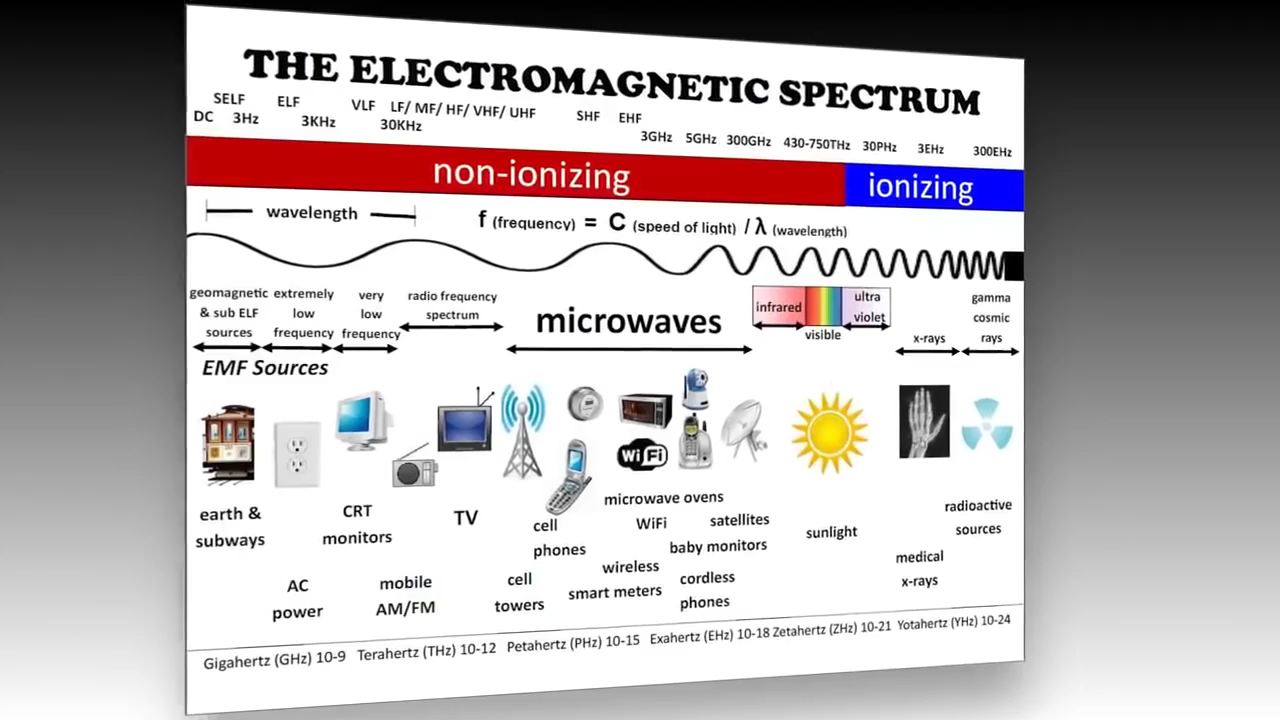 THE ELECTROMAGNETIC SPECTRUM
SELF ELF VLF LF/ MF/ HF/ VHF/ UHF SHF EHF
DC 3Hz 3KHz 30KHz 3GHz 5GHz 300GHz 430-750THz 30PHz 3EHz 300EHz
non-ionizing ionizing
wavelength f (frequency) = C (speed of light) / λ (wavelength)
geomagnetic
& sub ELF
sources
extremely
low
frequency
very
low
frequency
radio frequency
spectrum
microwaves
infrared
visible
ultra
violet
x-rays
gamma
cosmic
rays
EMF Sources
Wi Fi
earth &
subways
AC
power
CRT
monitors
mobile
AM/FM
TV
cell
phones
cell
towers
microwave ovens
WiFi
wireless
smart meters
satellites
baby monitors
cordless
phones
sunlight
medical
x-rays
radioactive
sources
Gigahertz (GHz) 10-9 Terahertz (THz) 10-12 Petahertz (PHz) 10-15 Exahertz (EHz) 10-18 Zetahertz (ZHz) 10-21 Yotahertz (YHz) 10-24